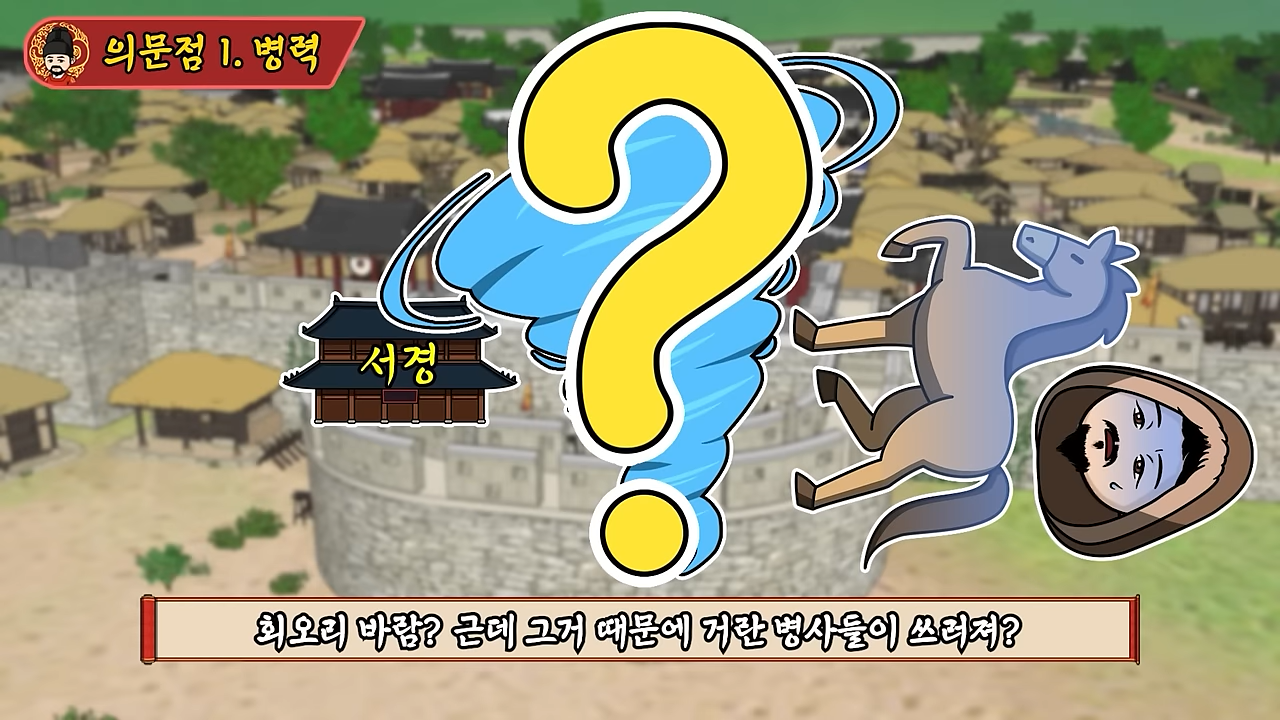 의문점 1. 병력
서경
회오리 바람? 근데 그거 때문에 거란 병사들이 쓰러져?